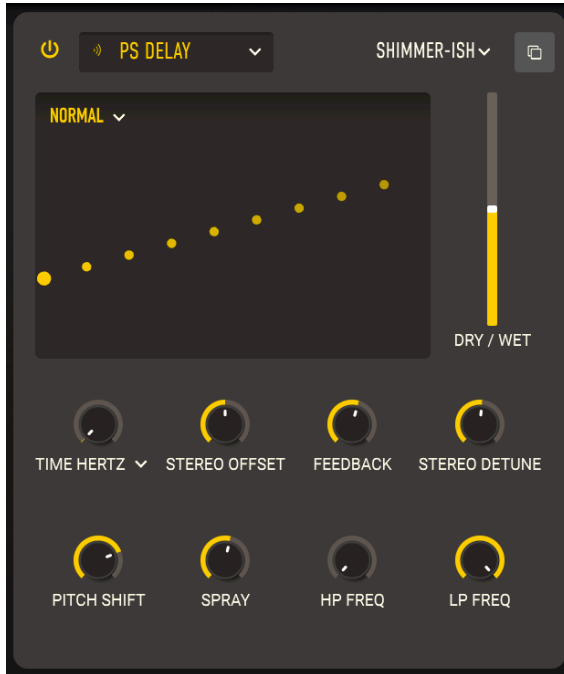 PS DELAY
SHIMMER-ISH
NORMAL
DRY / WET
TIME HERTZ
STEREO OFFSET
FEEDBACK
STEREO DETUNE
PITCH SHIFT
SPRAY
HP FREQ
LP FREQ